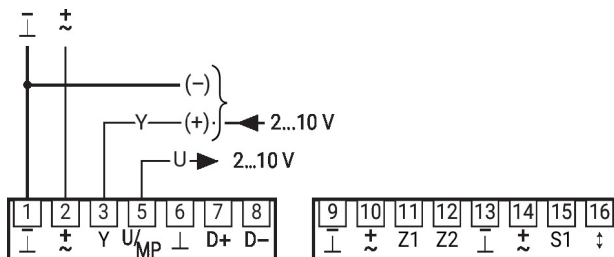 – +
⊥ ~
(–)
Y (+) 2...10 V
U 2...10 V
1 2 3 5 6 7 8 9 10 11 12 13 14 15 16
⊥ ~ Y U/MP ⊥ D+ D– ⊥ ~ Z1 Z2 ⊥ ~ S1 ↕